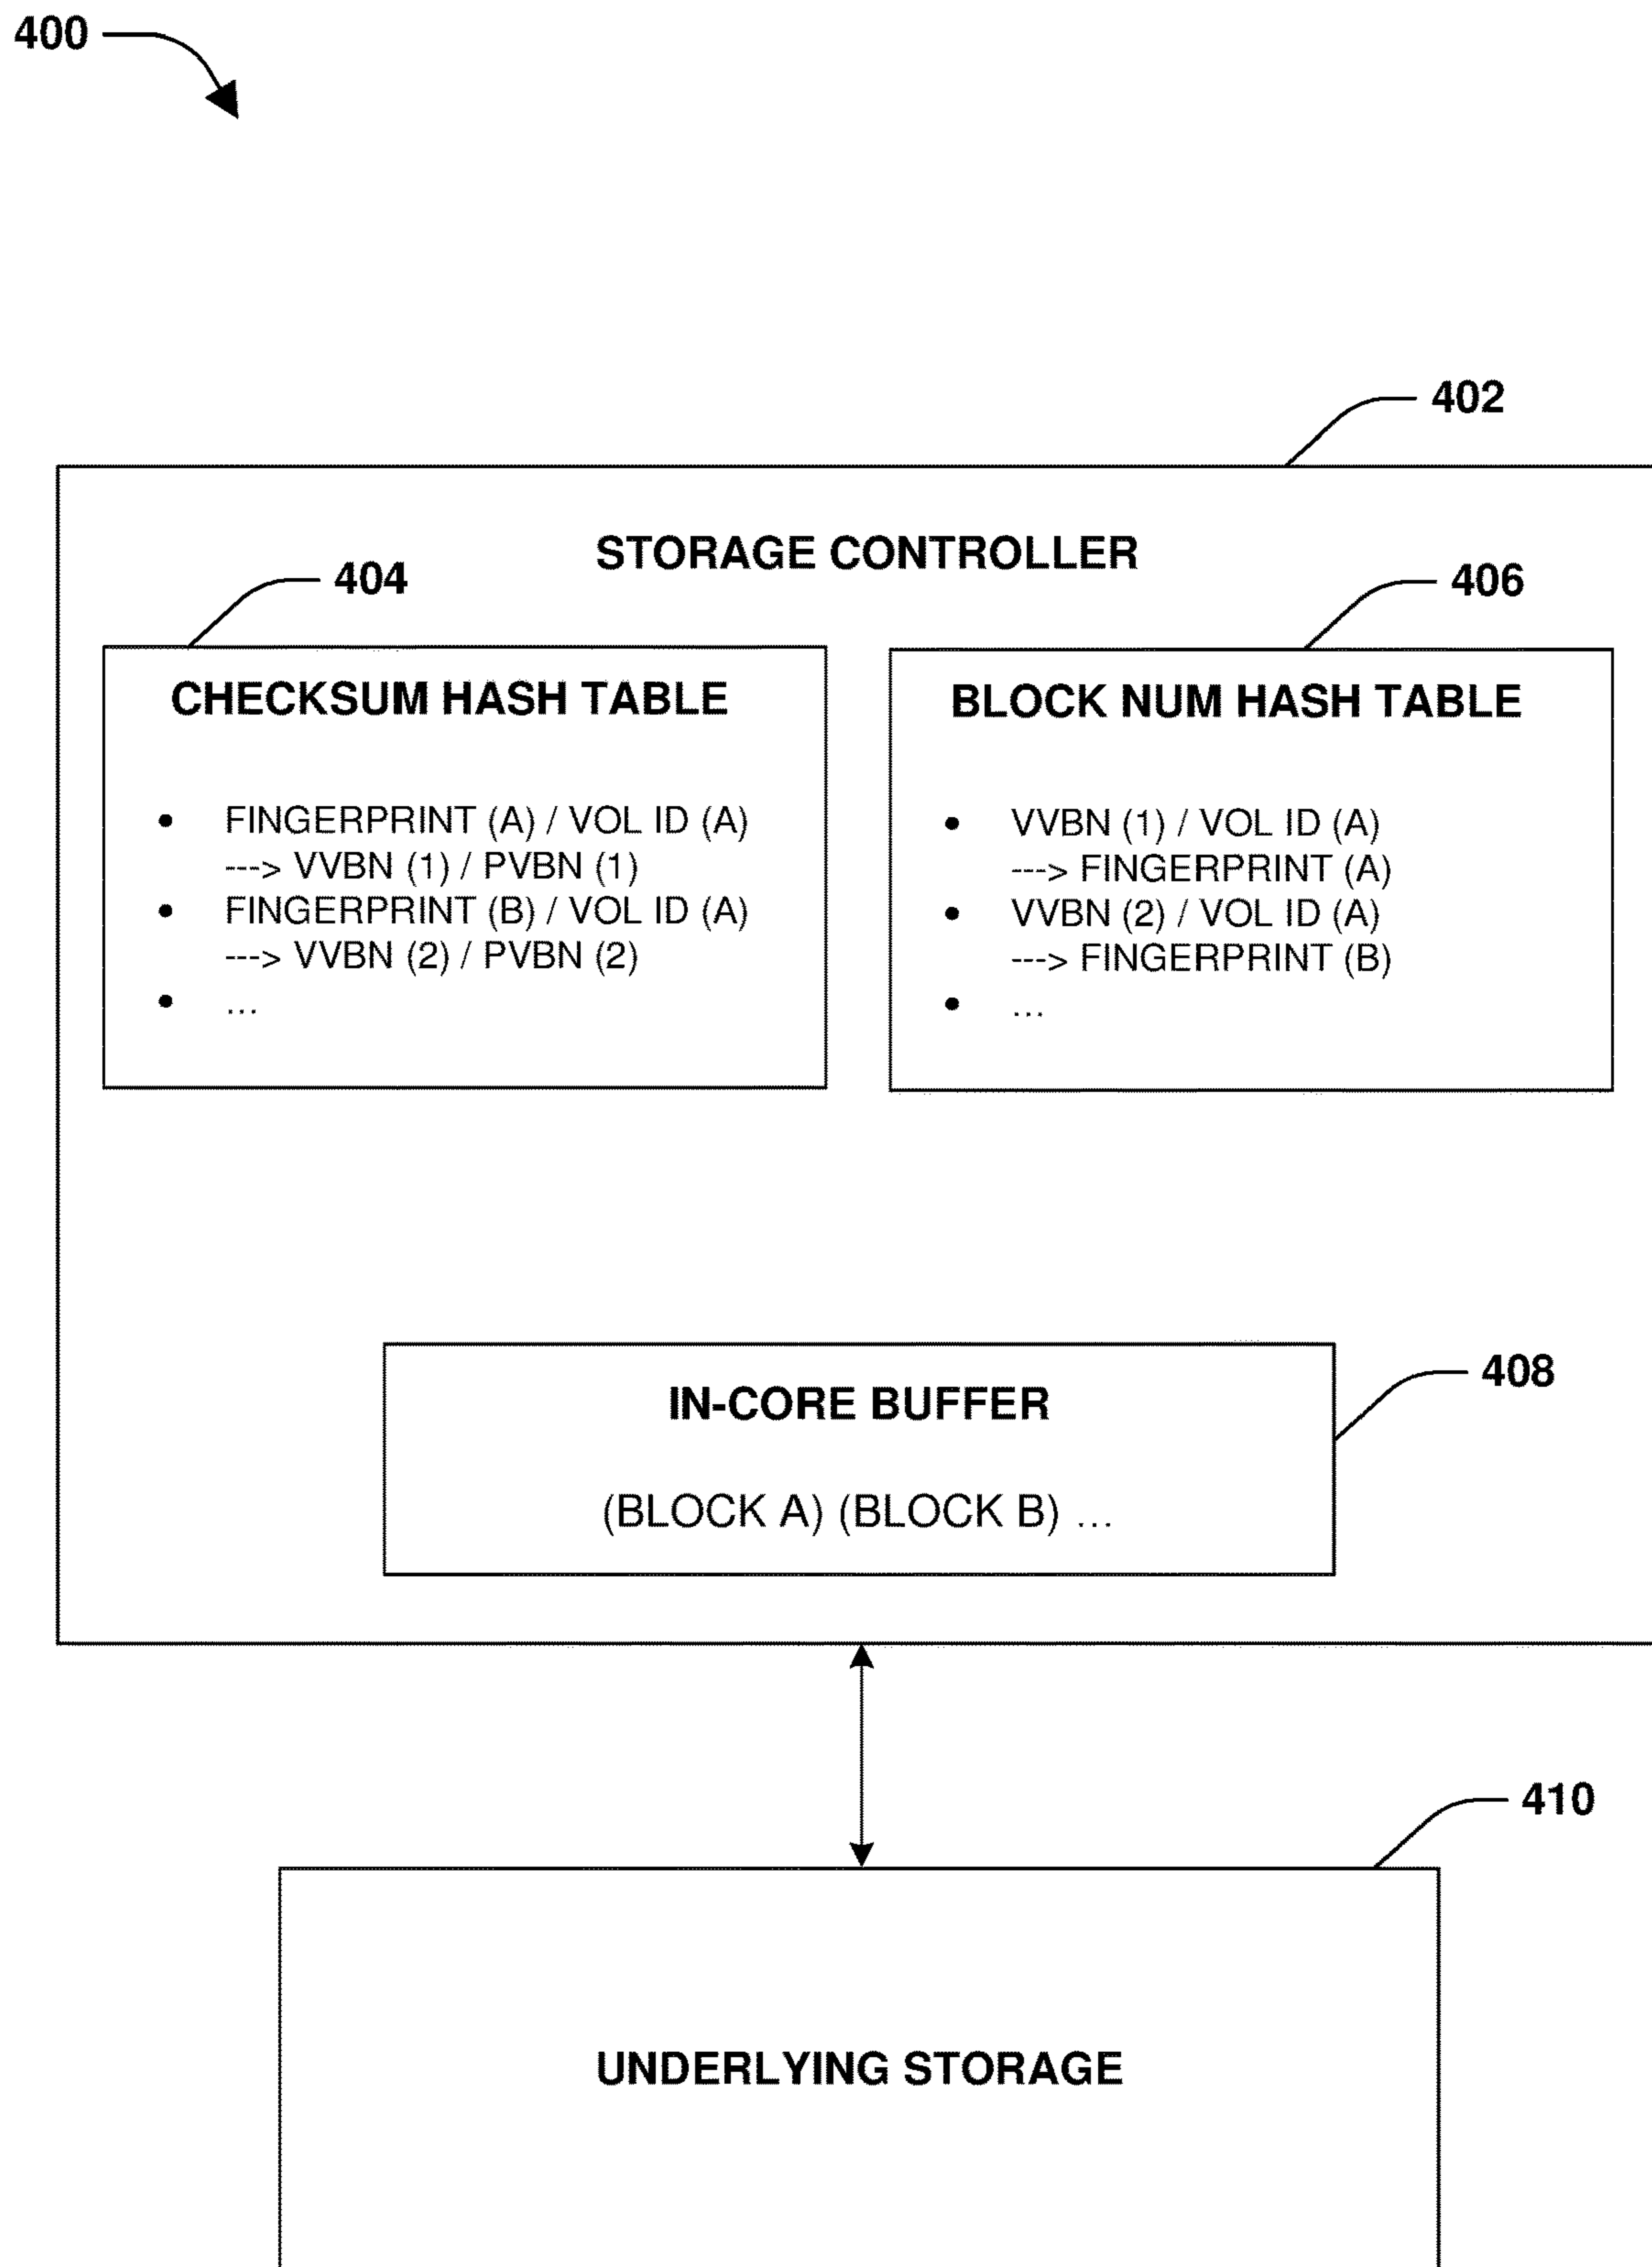 400
402
STORAGE CONTROLLER
404
406
CHECKSUM HASH TABLE
• FINGERPRINT (A) / VOL ID (A)
---> VVBN (1) / PVBN (1)
• FINGERPRINT (B) / VOL ID (A)
---> VVBN (2) / PVBN (2)
• ...
BLOCK NUM HASH TABLE
• VVBN (1) / VOL ID (A)
---> FINGERPRINT (A)
• VVBN (2) / VOL ID (A)
---> FINGERPRINT (B)
• ...
408
IN-CORE BUFFER
(BLOCK A) (BLOCK B) ...
410
UNDERLYING STORAGE